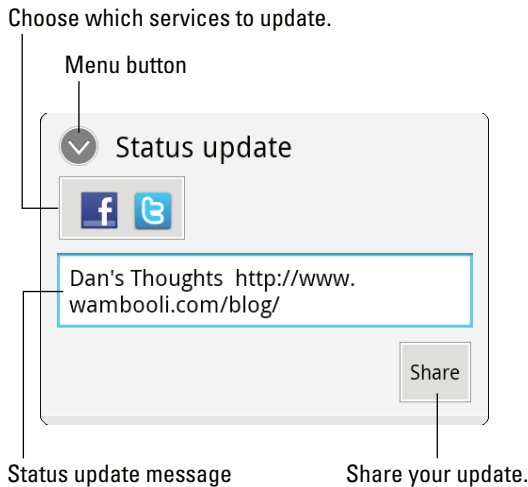 Choose which services to update.
Menu button
Status update
f t
Dan's Thoughts  http://www.
wambooli.com/blog/
Share
Status update message
Share your update.